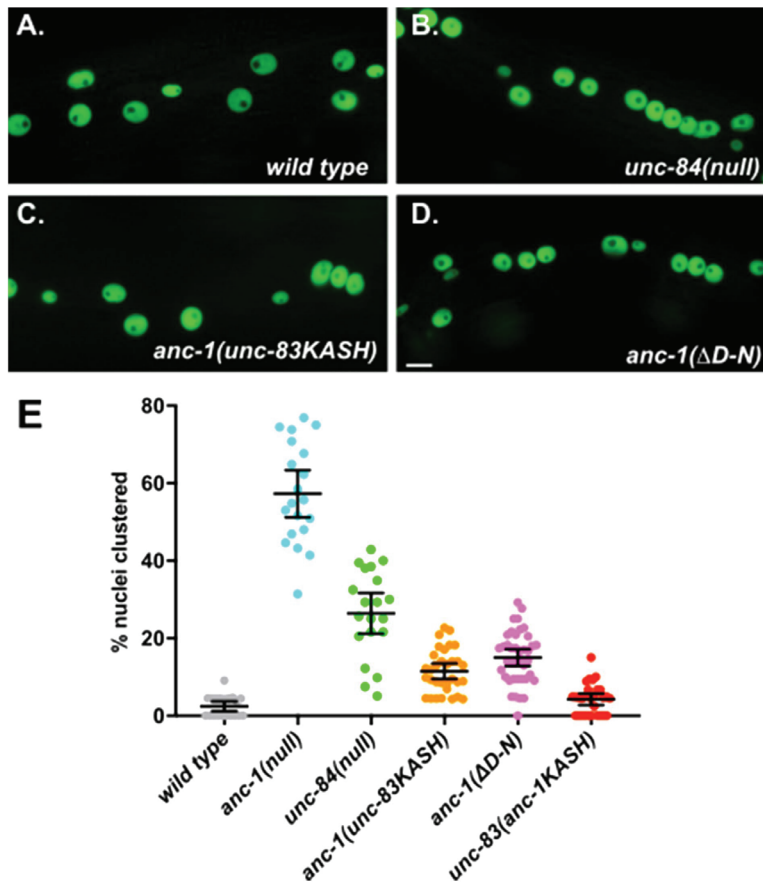 A.
wild type
B.
unc-84(null)
C.
anc-1(unc-83KASH)
D.
anc-1(ΔD-N)
E
% nuclei clustered
80
60
40
20
0
wild type
anc-1(null)
unc-84(null)
anc-1(unc-83KASH)
anc-1(ΔD-N)
unc-83(anc-1KASH)